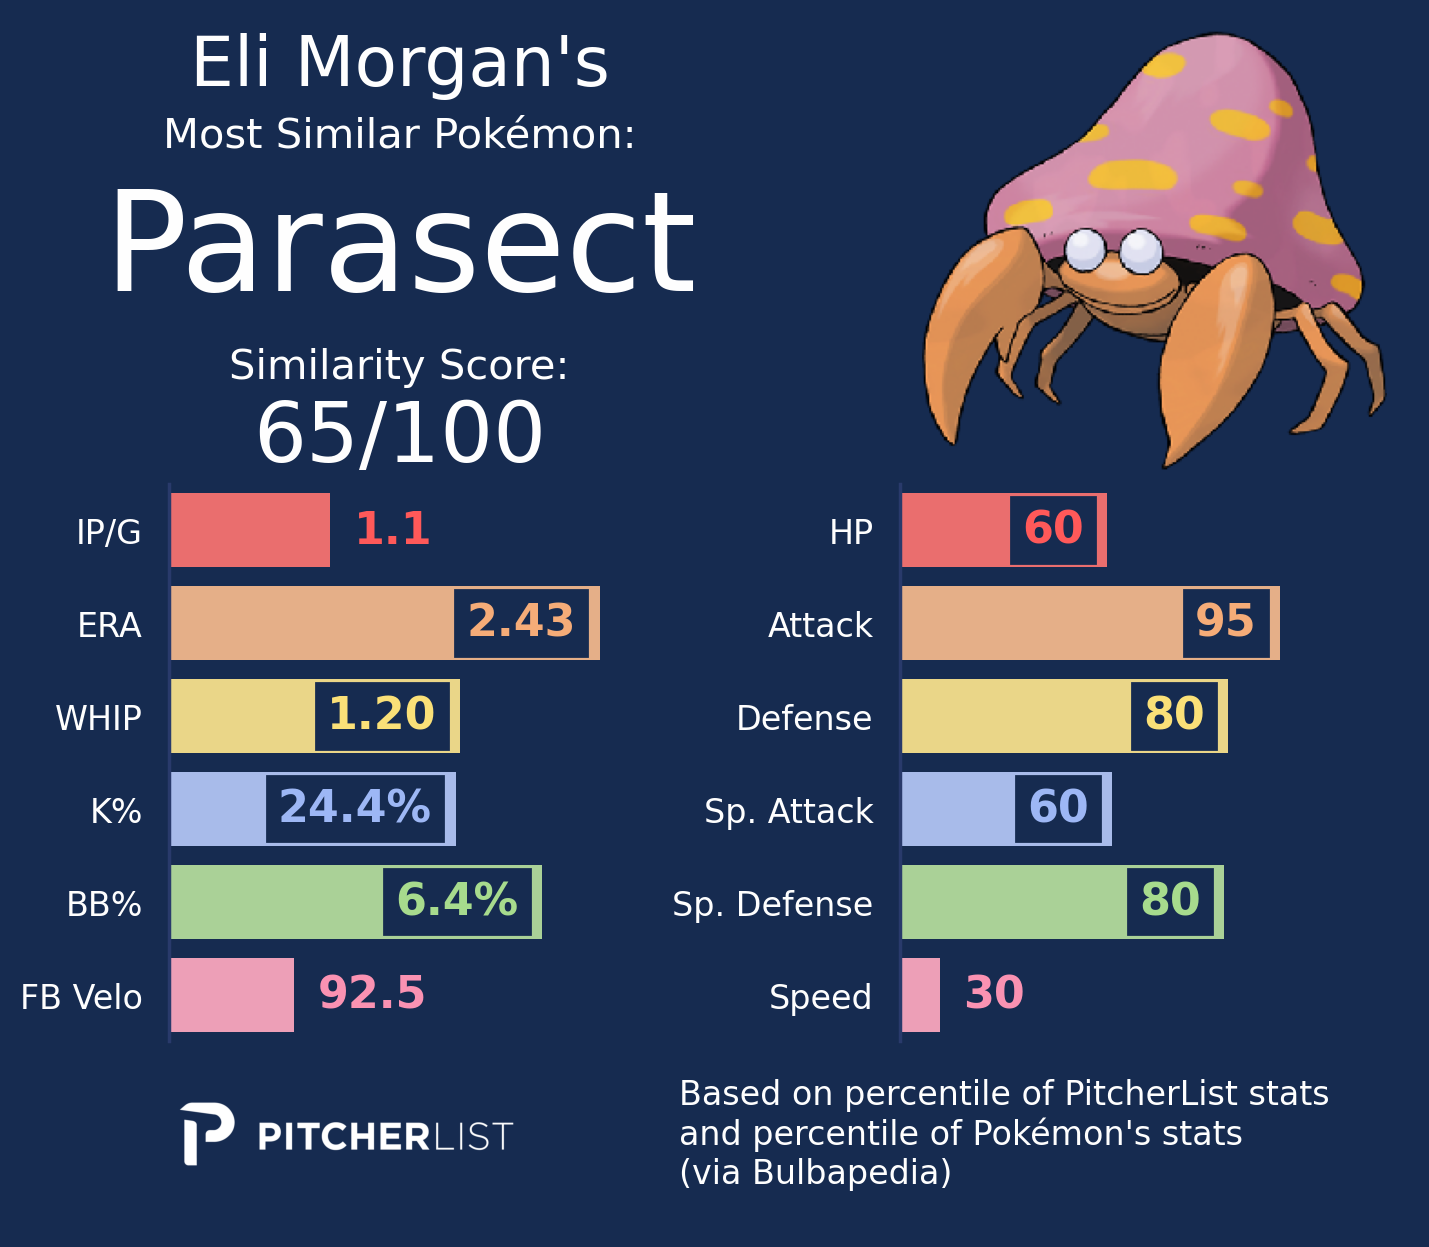 Eli Morgan's
Most Similar Pokémon:
Parasect
Similarity Score:
65/100
IP/G 1.1
ERA 2.43
WHIP 1.20
K% 24.4%
BB% 6.4%
FB Velo 92.5
HP 60
Attack 95
Defense 80
Sp. Attack 60
Sp. Defense 80
Speed 30
PITCHERLIST
Based on percentile of PitcherList stats
and percentile of Pokémon's stats
(via Bulbapedia)